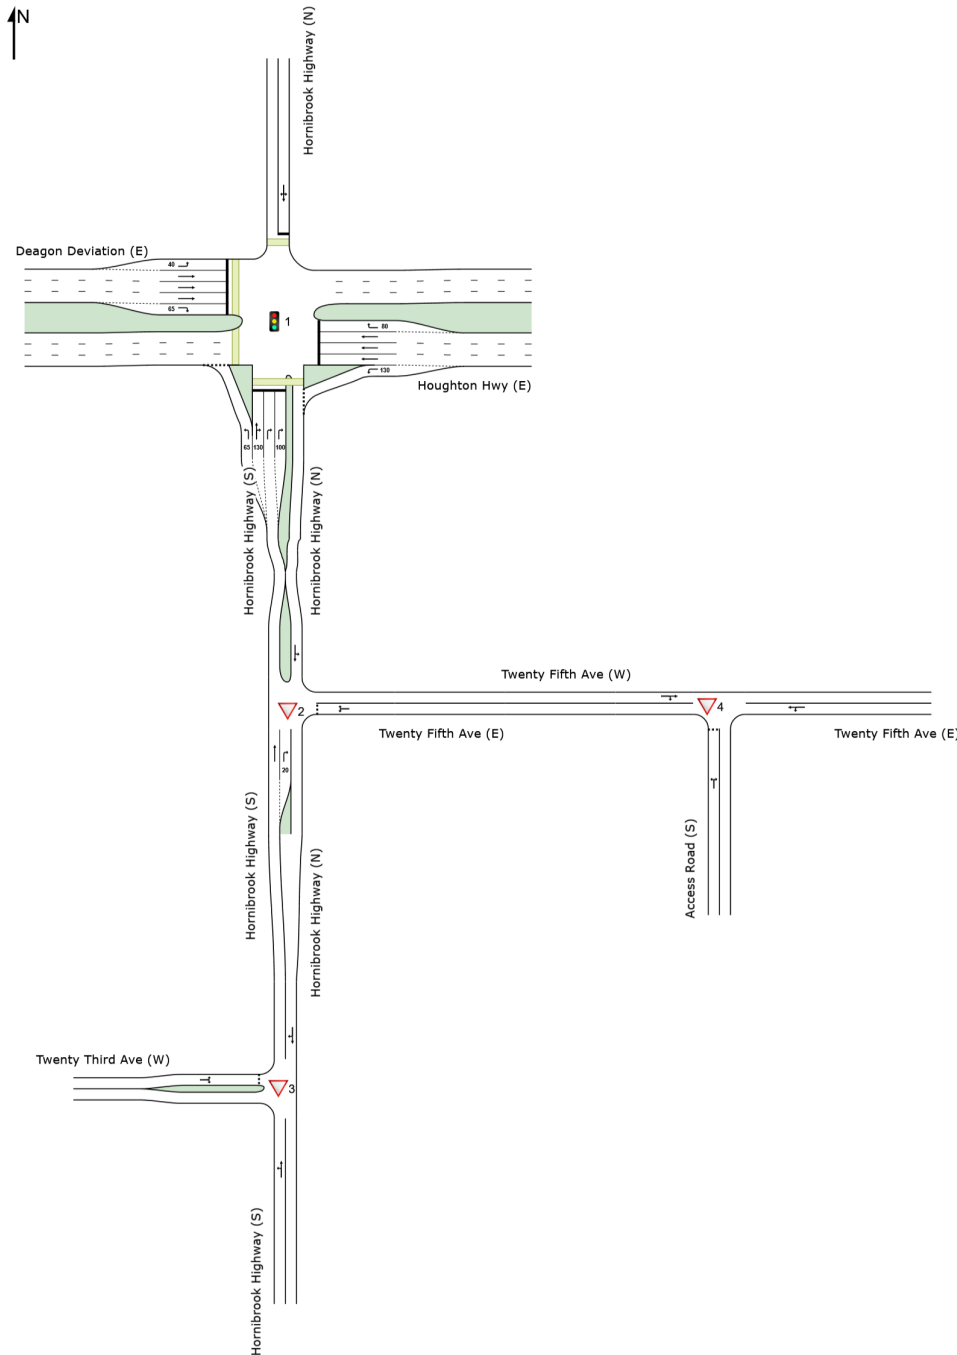 N
Hornibrook Highway (N)
Deagon Deviation (E)
40
65
1
80
130
Houghton Hwy (E)
65
130
100
Hornibrook Highway (S)
Hornibrook Highway (N)
Twenty Fifth Ave (W)
2
4
Twenty Fifth Ave (E)
Twenty Fifth Ave (E)
20
Hornibrook Highway (S)
Hornibrook Highway (N)
Access Road (S)
Twenty Third Ave (W)
3
Hornibrook Highway (S)